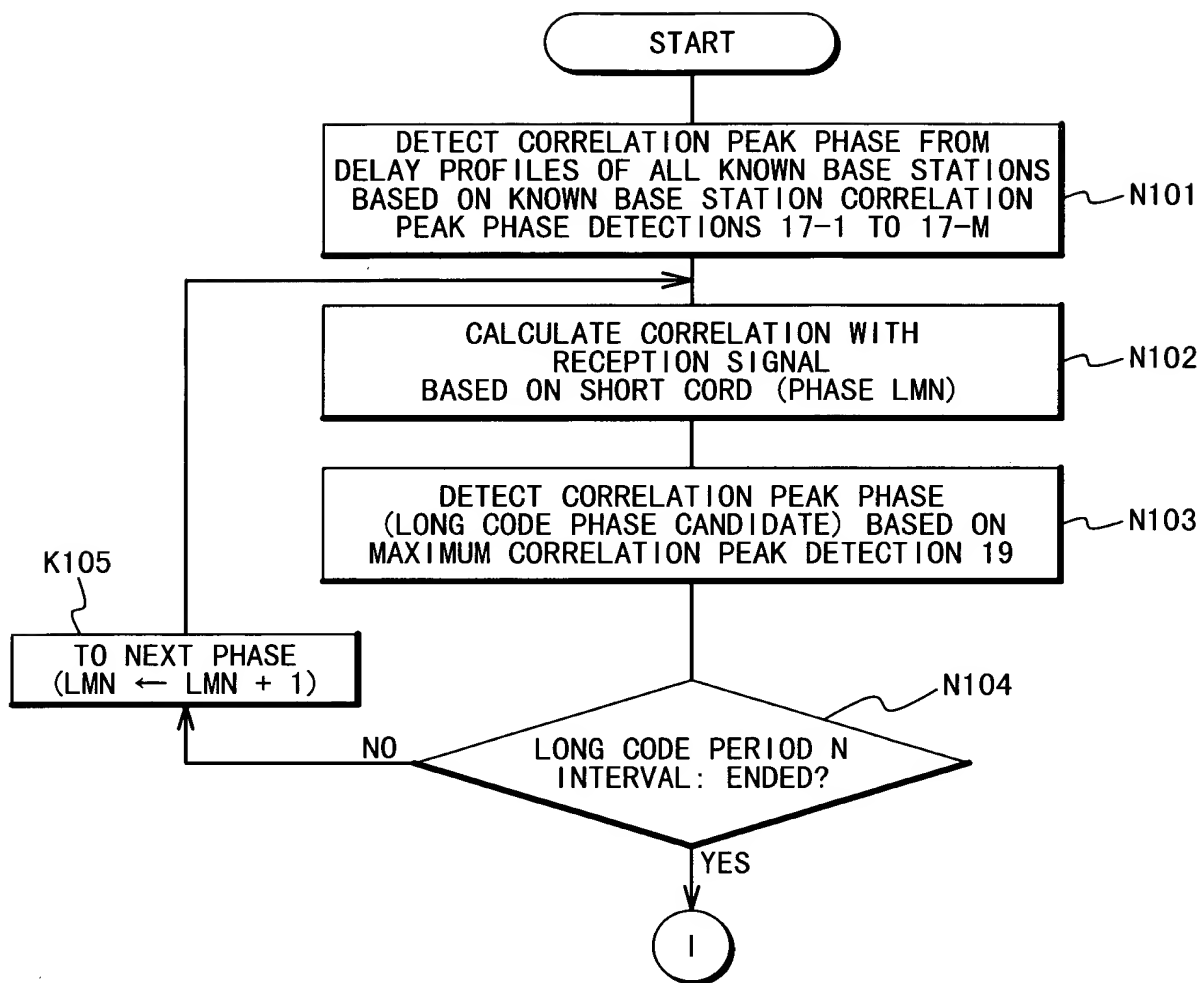 START
DETECT CORRELATION PEAK PHASE FROM
DELAY PROFILES OF ALL KNOWN BASE STATIONS
BASED ON KNOWN BASE STATION CORRELATION
PEAK PHASE DETECTIONS 17-1 TO 17-M
N101
CALCULATE CORRELATION WITH
RECEPTION SIGNAL
BASED ON SHORT CORD (PHASE LMN)
N102
DETECT CORRELATION PEAK PHASE
(LONG CODE PHASE CANDIDATE) BASED ON
MAXIMUM CORRELATION PEAK DETECTION 19
N103
K105
TO NEXT PHASE
(LMN ← LMN + 1)
N104
NO
LONG CODE PERIOD N
INTERVAL: ENDED?
YES
I